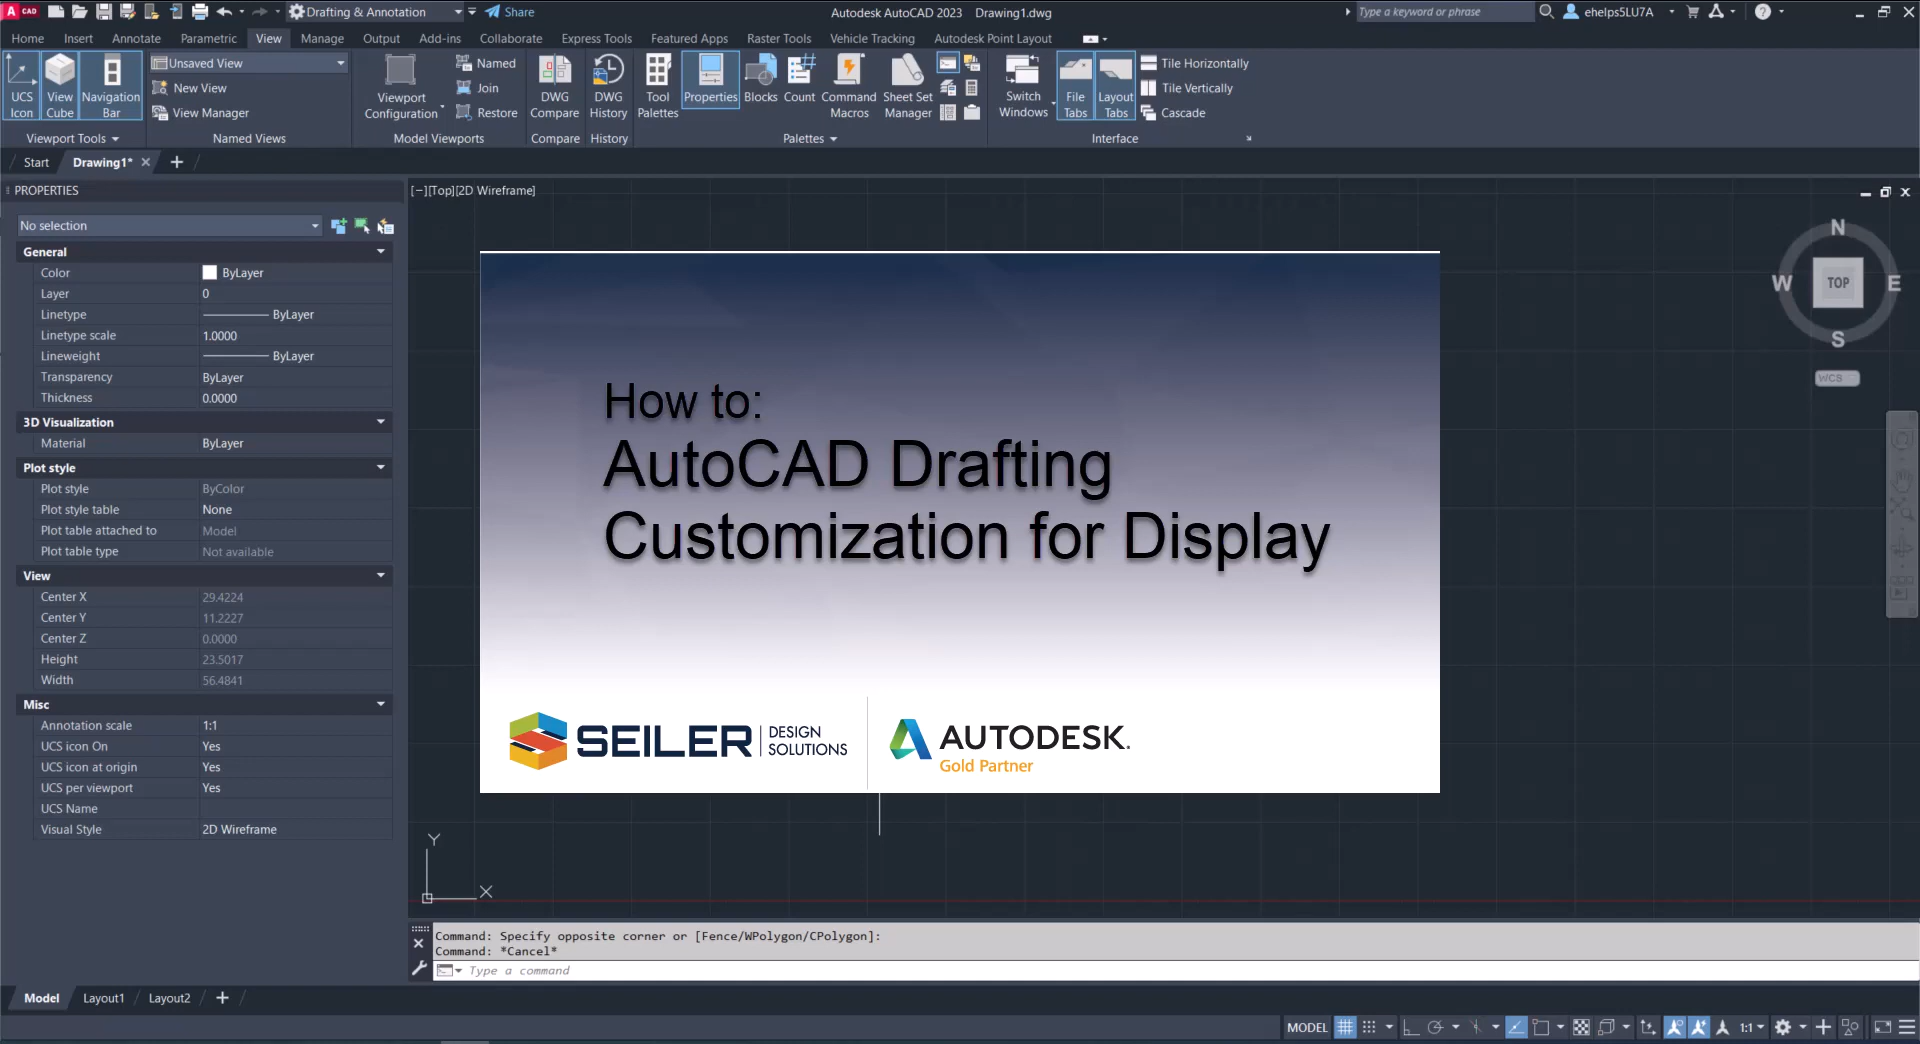 A CAD
Drafting & Annotation
Share
Autodesk AutoCAD 2023 Drawing1.dwg
Type a keyword or phrase
ehelps5LU7A
?
Home Insert Annotate Parametric View Manage Output Add-ins Collaborate Express Tools Featured Apps Raster Tools Vehicle Tracking Autodesk Point Layout
UCS Icon
View Cube
Navigation Bar
Viewport Tools
Unsaved View
New View
View Manager
Named Views
Viewport Configuration
Named
Join
Restore
Model Viewports
DWG Compare
Compare
DWG History
History
Tool Palettes
Properties
Blocks
Count
Command Macros
Sheet Set Manager
Palettes
Switch Windows
File Tabs
Layout Tabs
Tile Horizontally
Tile Vertically
Cascade
Interface
Start
Drawing1*
PROPERTIES
No selection
General
Color ByLayer
Layer 0
Linetype ByLayer
Linetype scale 1.0000
Lineweight ByLayer
Transparency ByLayer
Thickness 0.0000
3D Visualization
Material ByLayer
Plot style
Plot style ByColor
Plot style table None
Plot table attached to Model
Plot table type Not available
View
Center X 29.4224
Center Y 11.2227
Center Z 0.0000
Height 23.5017
Width 56.4841
Misc
Annotation scale 1:1
UCS icon On Yes
UCS icon at origin Yes
UCS per viewport Yes
UCS Name
Visual Style 2D Wireframe
[−][Top][2D Wireframe]
N
W TOP E
S
WCS
How to:
AutoCAD Drafting
Customization for Display
SEILER DESIGN SOLUTIONS
AUTODESK.
Gold Partner
Y
X
Command: Specify opposite corner or [Fence/WPolygon/CPolygon]:
Command: *Cancel*
Type a command
Model Layout1 Layout2
MODEL 1:1